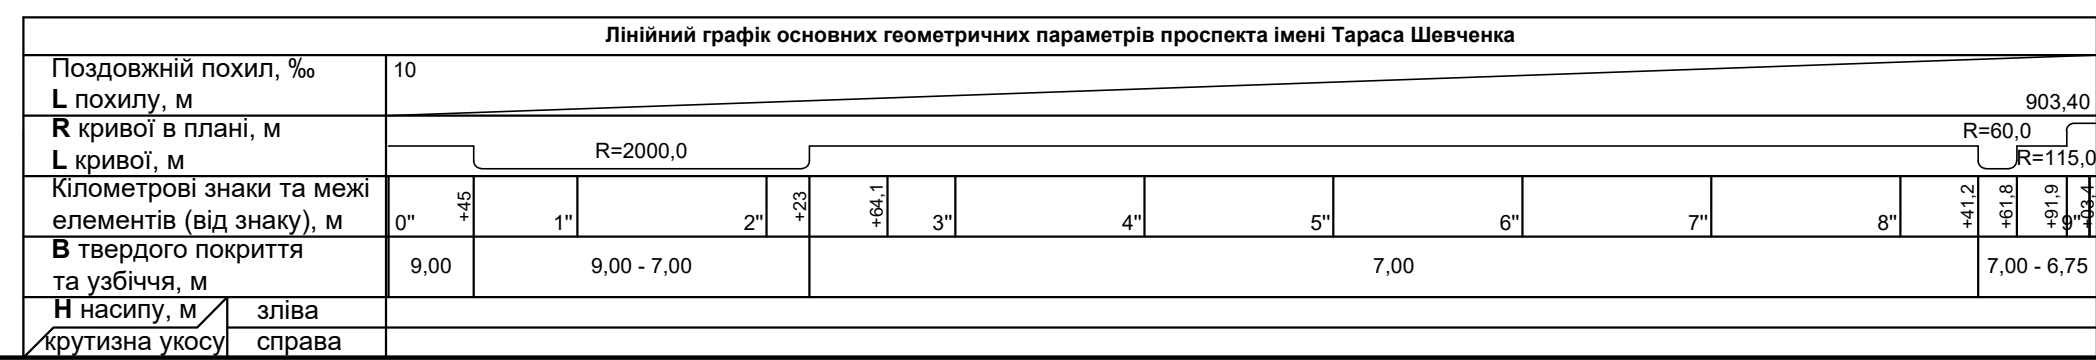 Лінійний графік основних геометричних параметрів проспекта імені Тараса Шевченка
Поздовжній похил, ‰
L похилу, м
10
903,40
R кривої в плані, м
L кривої, м
R=2000,0
R=60,0
R=115,0
Кілометрові знаки та межі
елементів (від знаку), м
0"
+45
1"
2"
+23
+64,1
3"
4"
5"
6"
7"
8"
+41,2
+61,8
+91,9
9"
+03,4
В твердого покриття
та узбіччя, м
9,00
9,00 - 7,00
7,00
7,00 - 6,75
Н насипу, м
зліва
крутизна укосу
справа